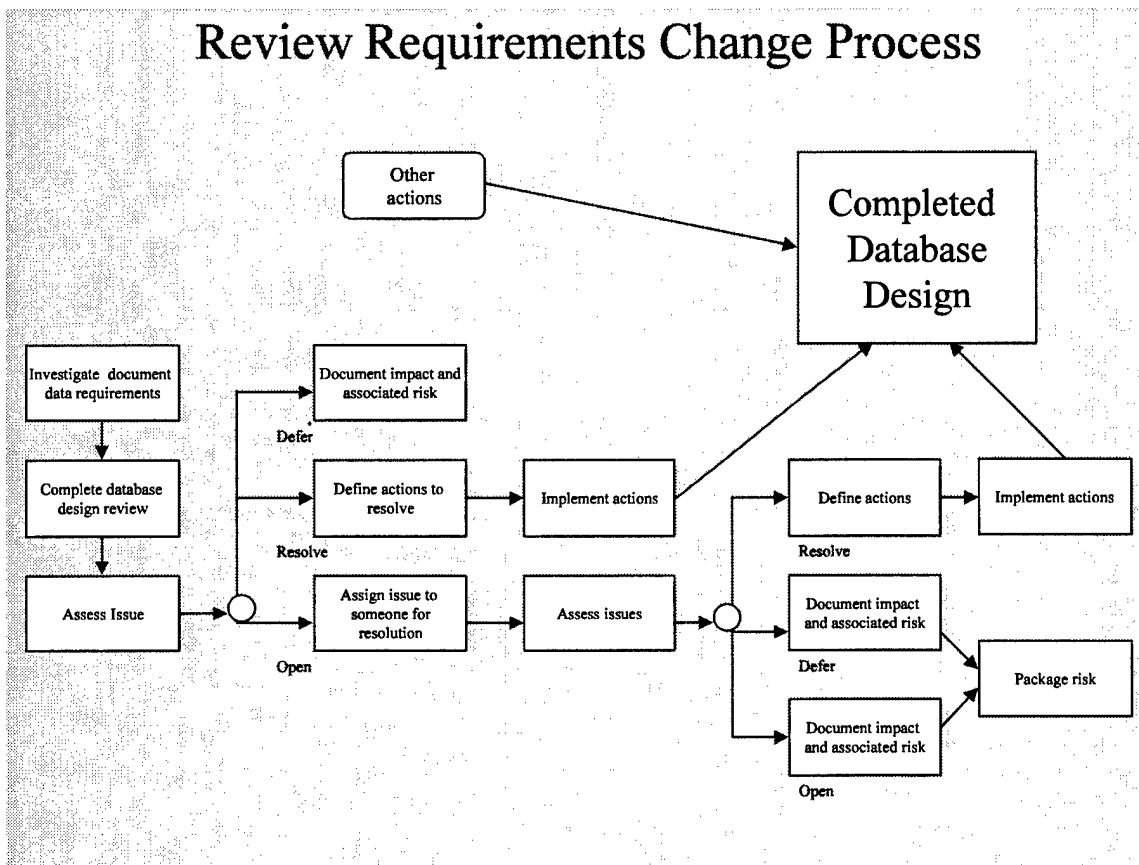 Review Requirements Change Process
Other
actions
Completed
Database
Design
Investigate document
data requirements
Document impact and
associated risk
Defer
Complete database
design review
Define actions to
resolve
Implement actions
Define actions
Implement actions
Resolve
Resolve
Assess Issue
Assign issue to
someone for
resolution
Assess issues
Document impact
and associated risk
Open
Defer
Package risk
Document impact
and associated risk
Open